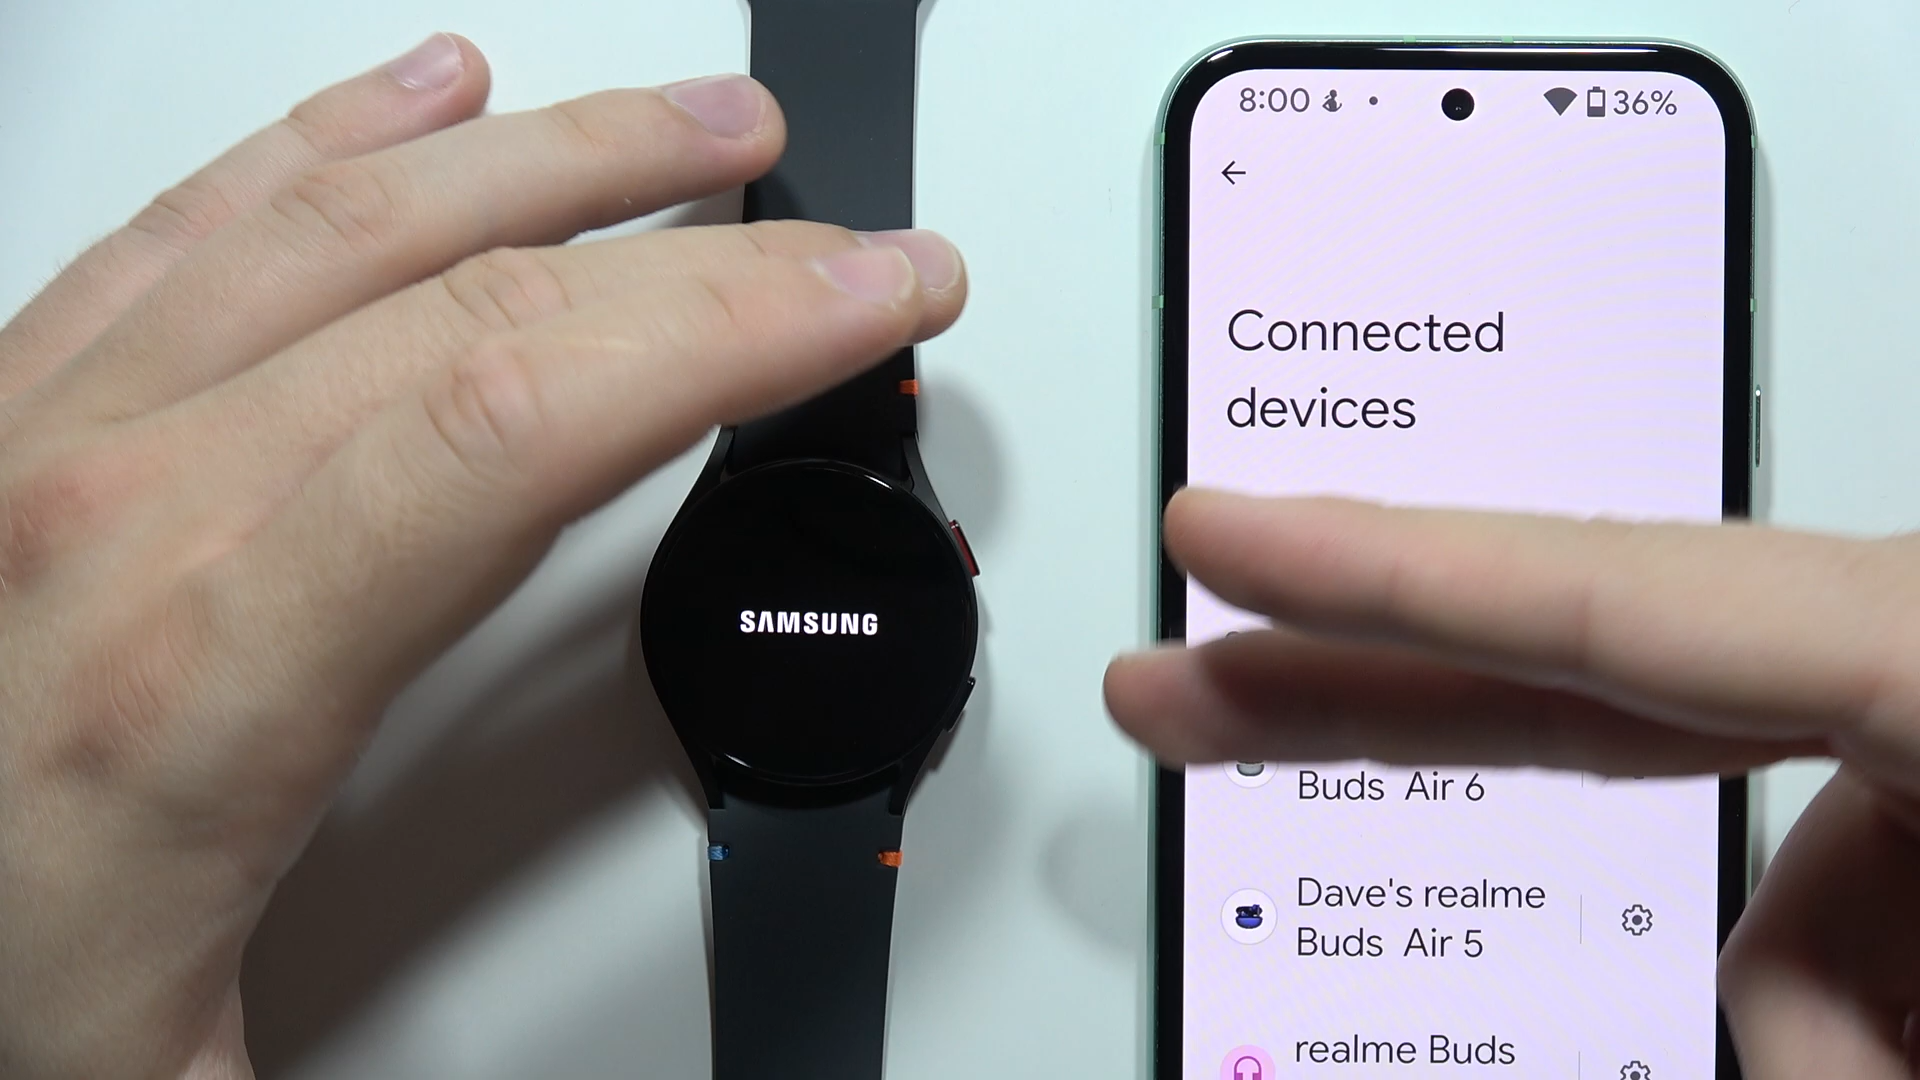 8:00
36%
Connected
devices
SAMSUNG
Buds Air 6
Dave's realme
Buds Air 5
realme Buds